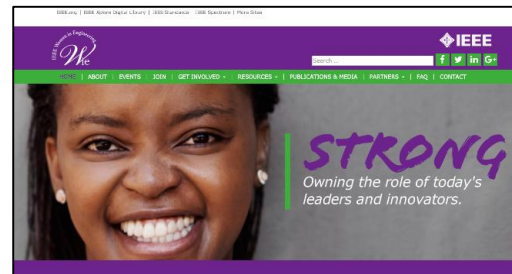 IEEE.org | IEEE Xplore Digital Library | IEEE Standards | IEEE Spectrum | More Sites
IEEE Women in Engineering
WIE
IEEE
Search ...
f in G+
HOME | ABOUT | EVENTS | JOIN | GET INVOLVED | RESOURCES | PUBLICATIONS & MEDIA | PARTNERS | FAQ | CONTACT
STRONG
Owning the role of today's
leaders and innovators.